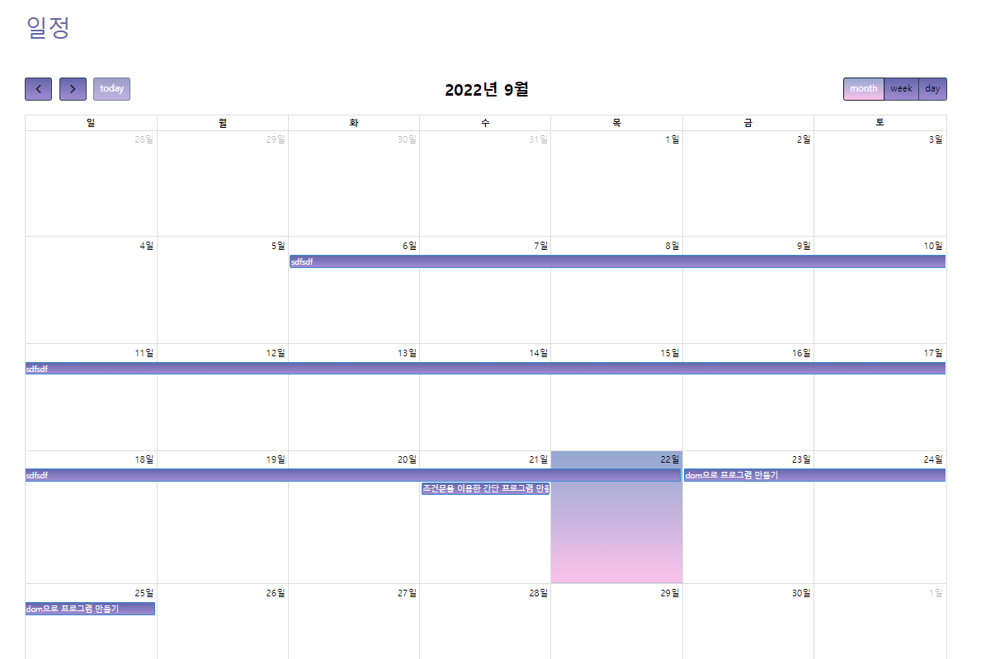 일정
today
2022년 9월
month week day
일 월 화 수 목 금 토
28일 29일 30일 31일 1일 2일 3일
4일 5일 6일 7일 8일 9일 10일
sdfsdf
11일 12일 13일 14일 15일 16일 17일
sdfsdf
18일 19일 20일 21일 22일 23일 24일
sdfsdf dom으로 프로그램 만들기
조건문을 이용한 간단 프로그램 만들
25일 26일 27일 28일 29일 30일 1일
dom으로 프로그램 만들기